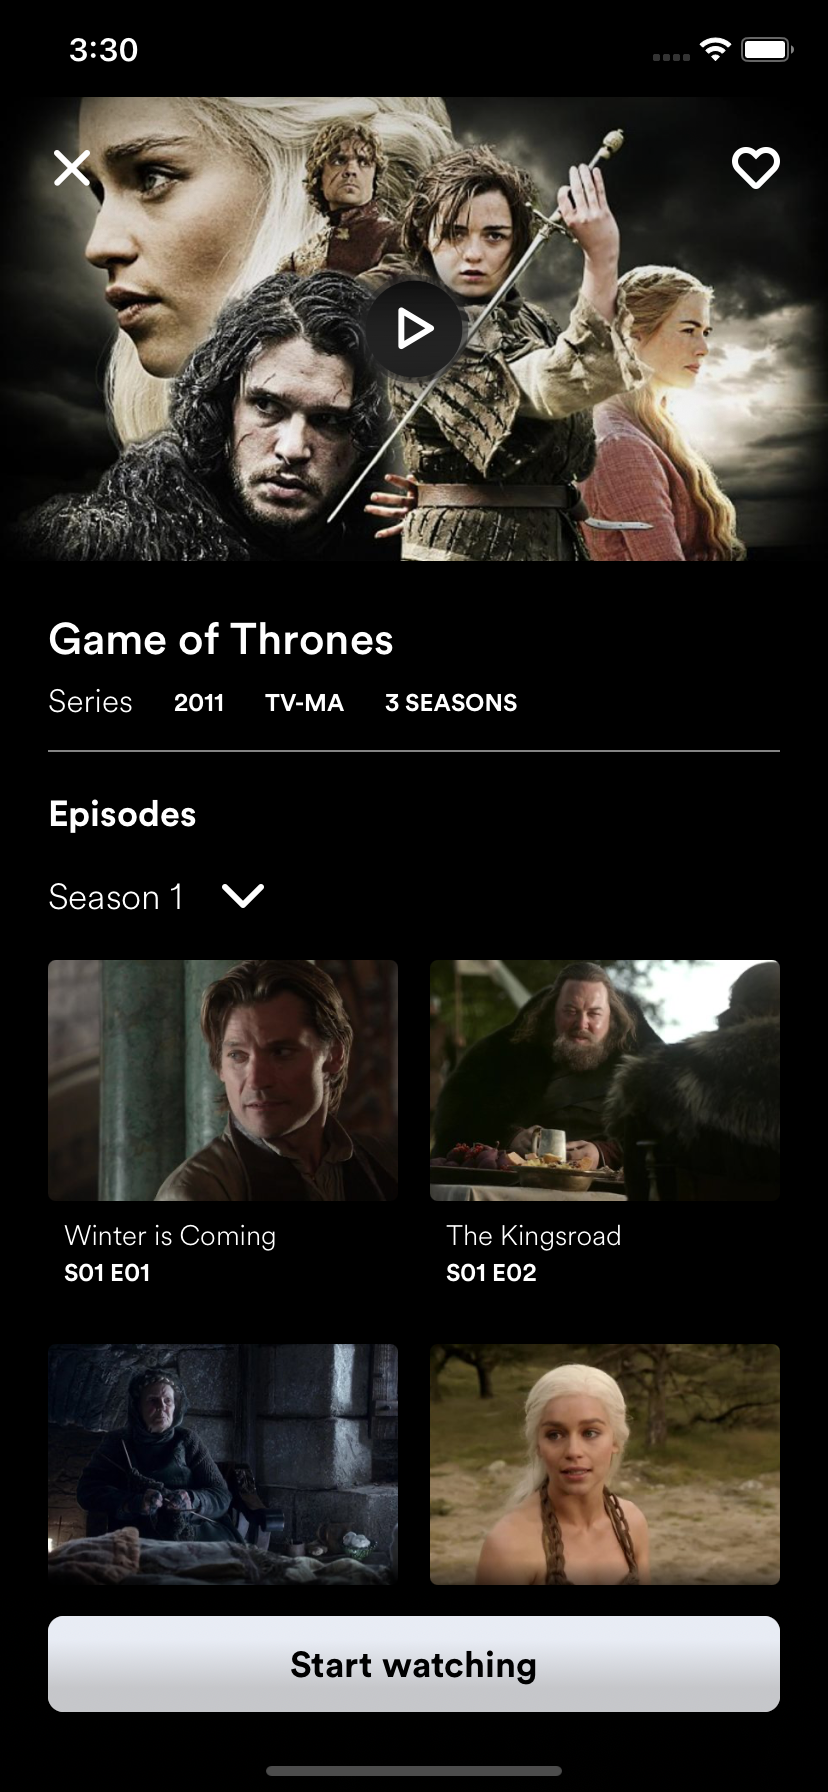 3:30
Game of Thrones
Series 2011 TV-MA 3 SEASONS
Episodes
Season 1
Winter is Coming The Kingsroad
S01 E01 S01 E02
Start watching